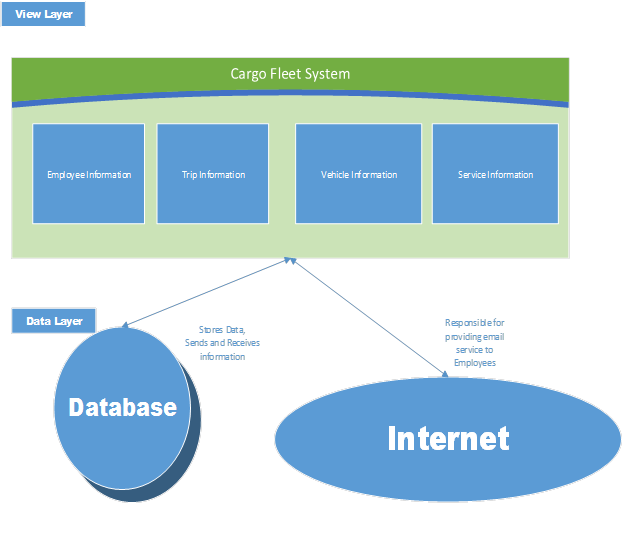 View Layer
Cargo Fleet System
Employee Information
Trip Information
Vehicle Information
Service Information
Data Layer
Stores Data,
Sends and Receives
information
Responsible for
providing email
service to
Employees
Database
Internet